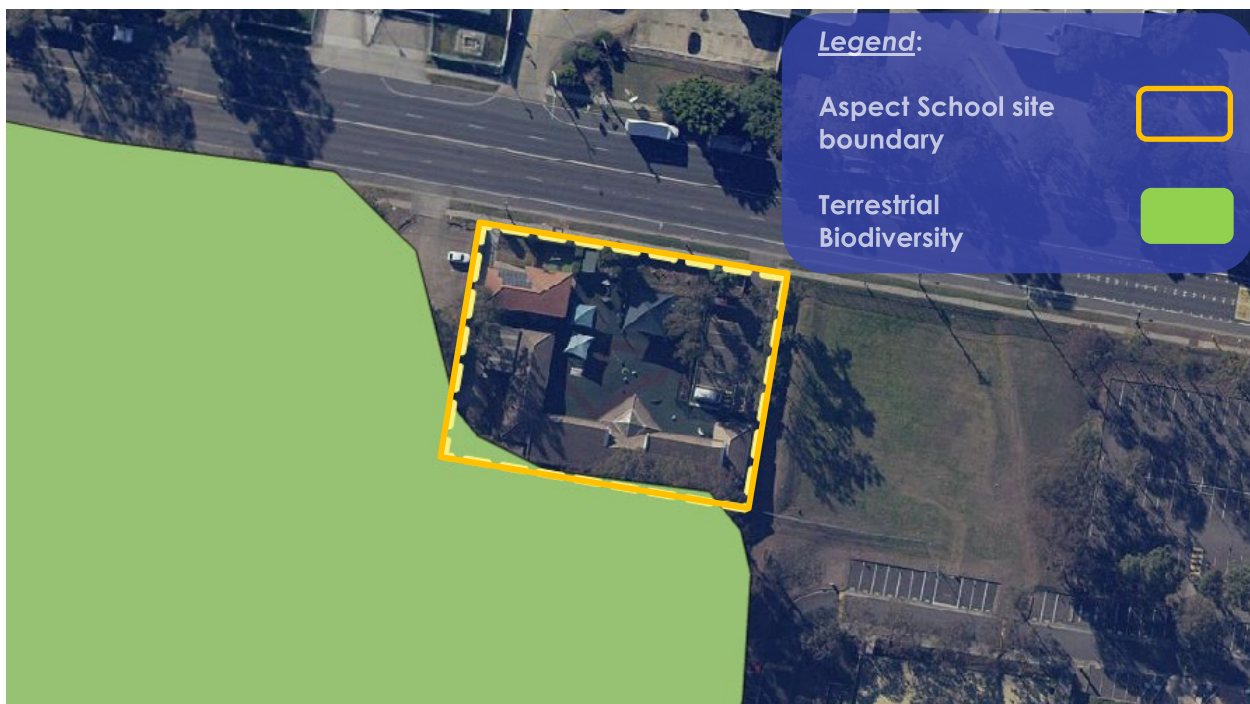 Legend:
Aspect School site
boundary
Terrestrial
Biodiversity